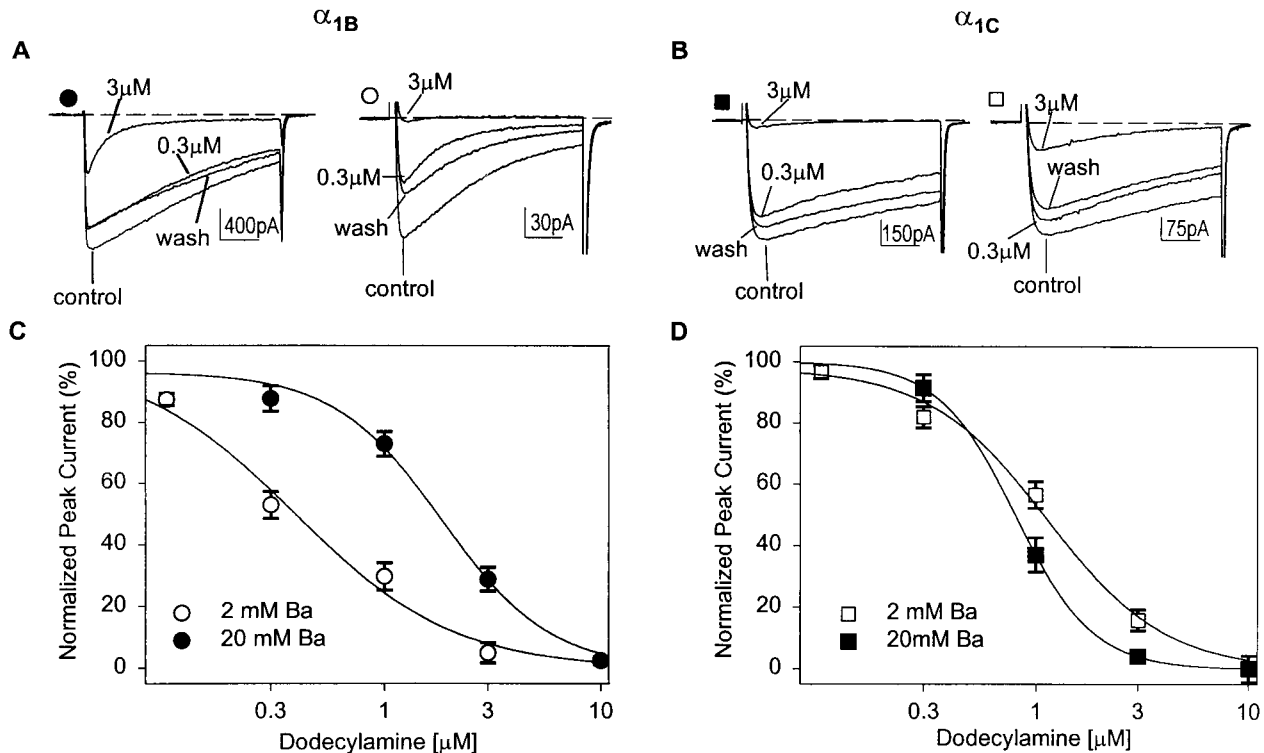 α1B
α1C
A
3μM
0.3μM
wash
400pA
control
3μM
0.3μM
wash
30pA
control
B
3μM
0.3μM
wash
150pA
control
3μM
wash
0.3μM
75pA
control
C
Normalized Peak Current (%)
100
80
60
40
20
0
2 mM Ba
20 mM Ba
0.3
1
3
10
Dodecylamine [μM]
D
Normalized Peak Current (%)
100
80
60
40
20
0
2 mM Ba
20mM Ba
0.3
1
3
10
Dodecylamine [μM]